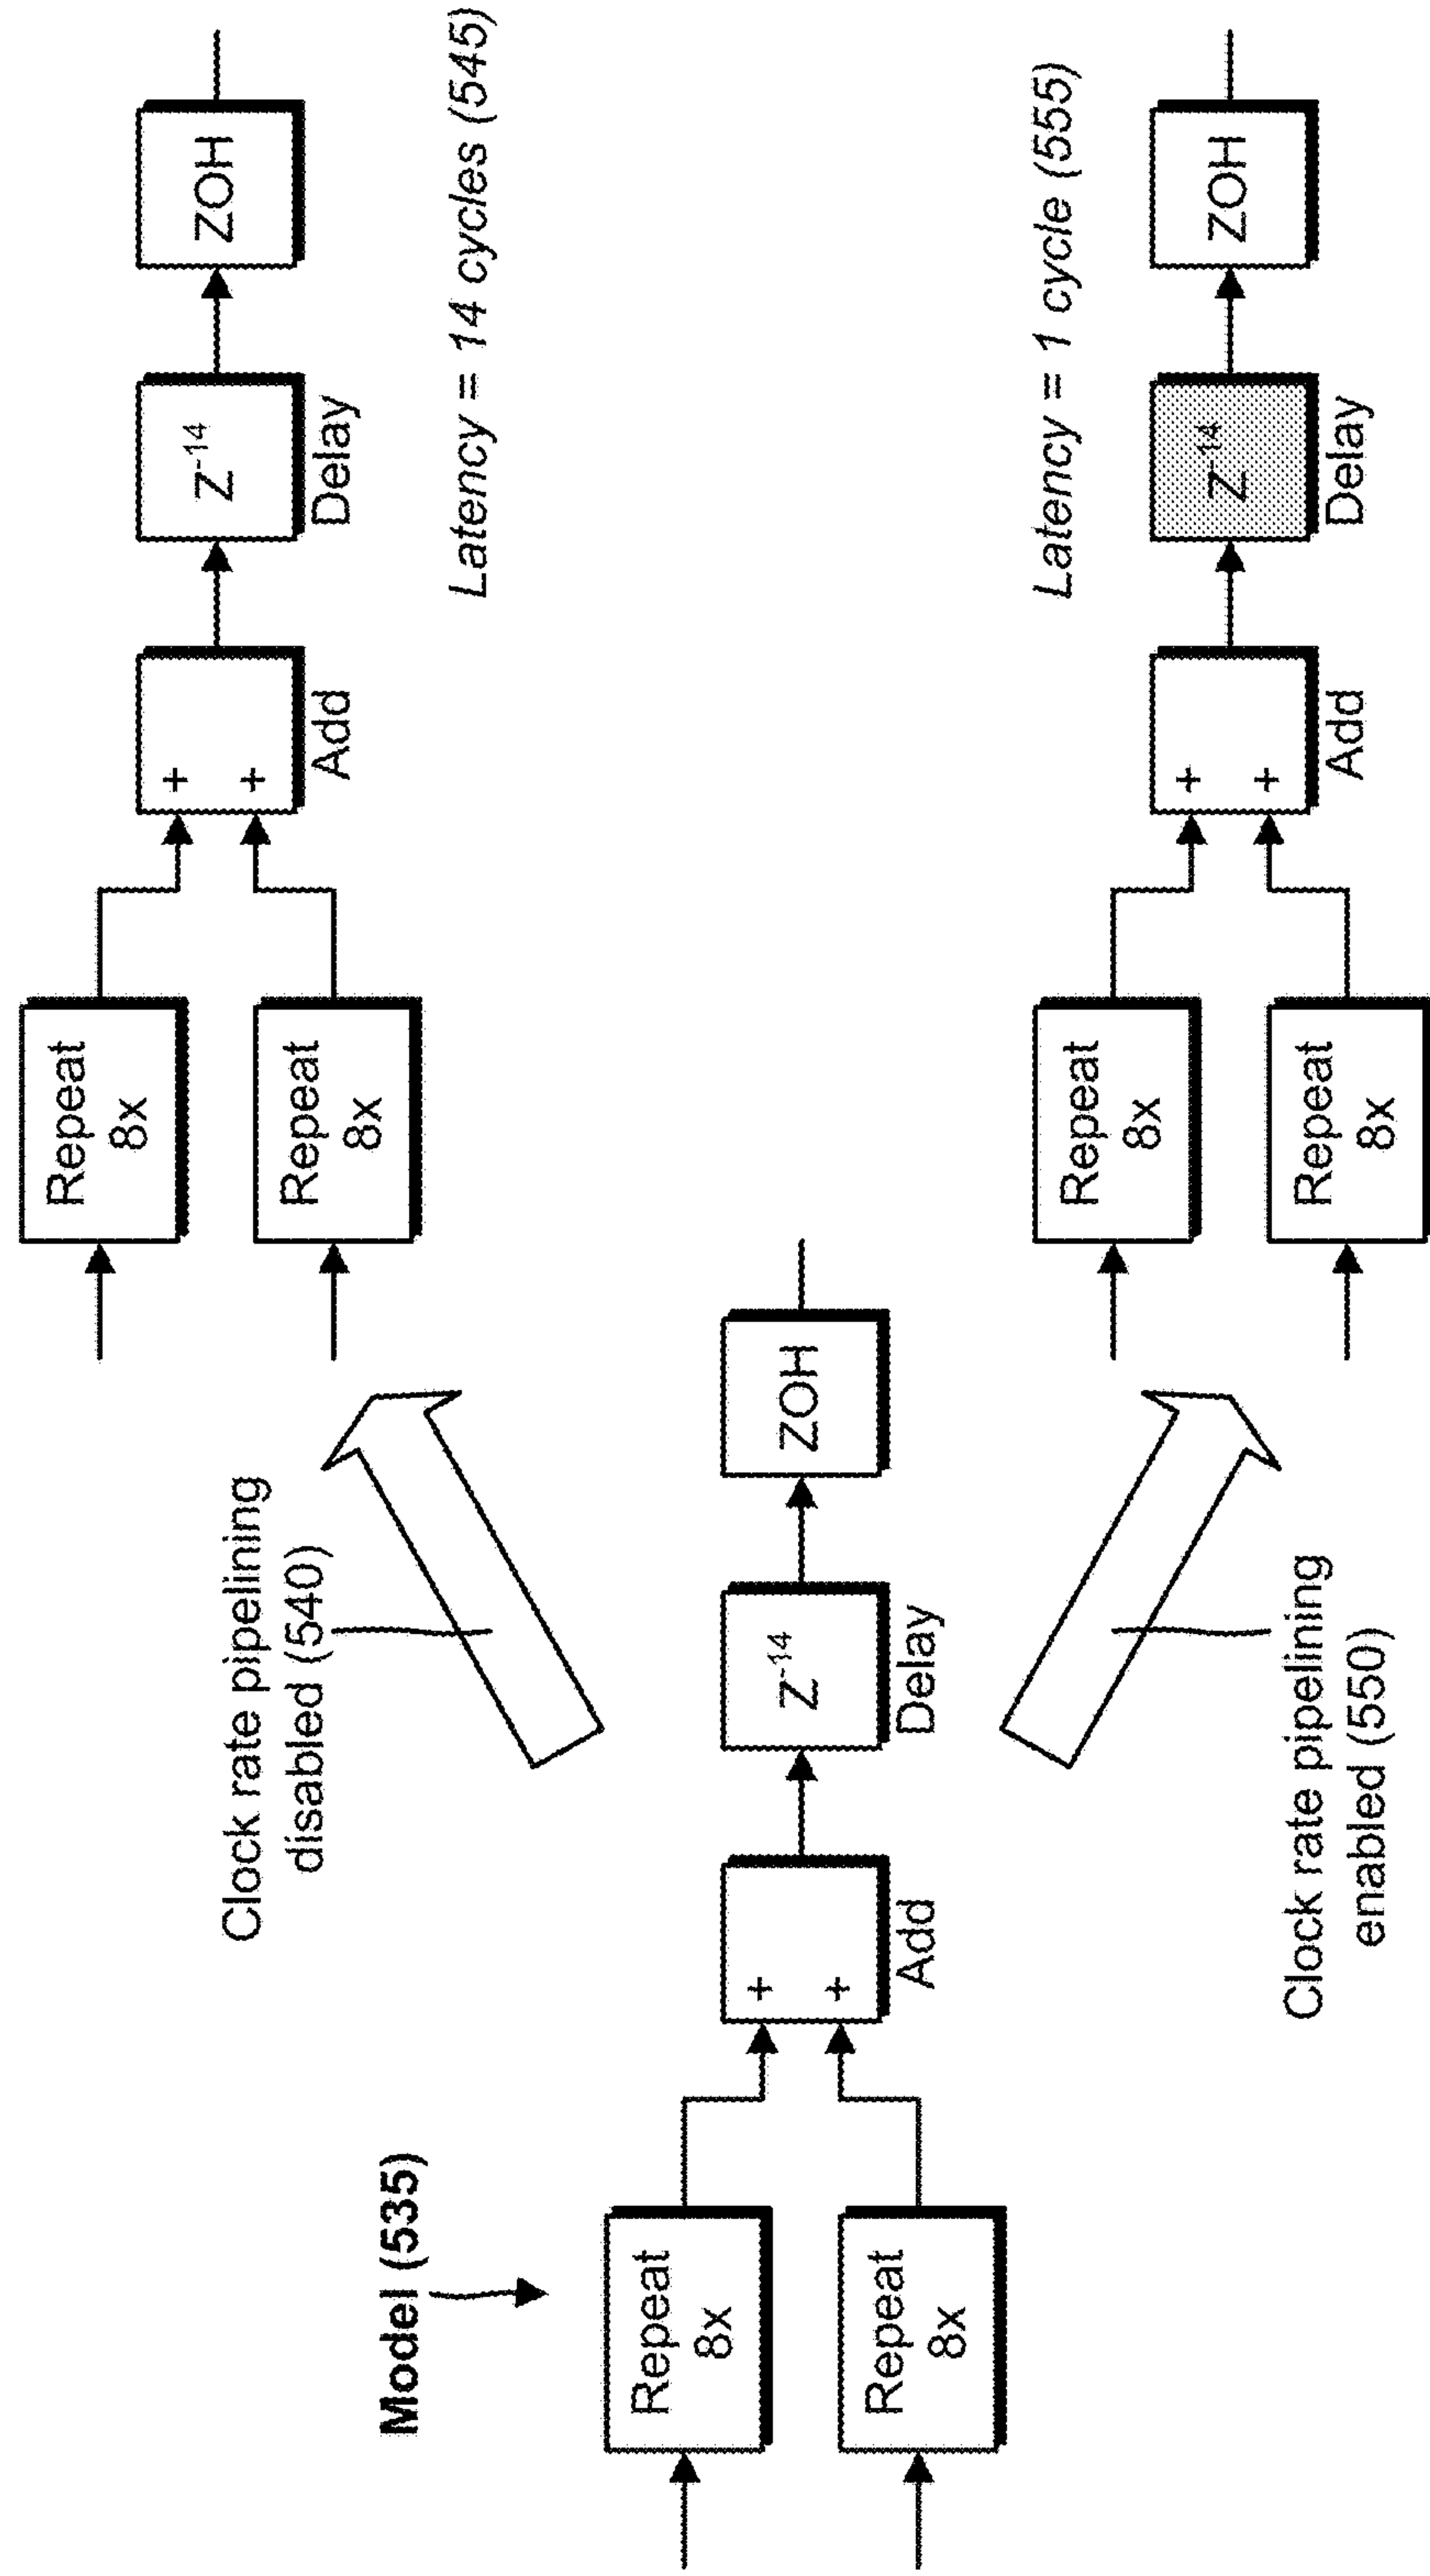 Model (535)
Repeat
8x
Repeat
8x
+
+
Add
Z-14
Delay
ZOH
Clock rate pipelining
disabled (540)
Repeat
8x
Repeat
8x
+
+
Add
Z-14
Delay
ZOH
Latency = 14 cycles (545)
Clock rate pipelining
enabled (550)
Repeat
8x
Repeat
8x
+
+
Add
Z-14
Delay
ZOH
Latency = 1 cycle (555)